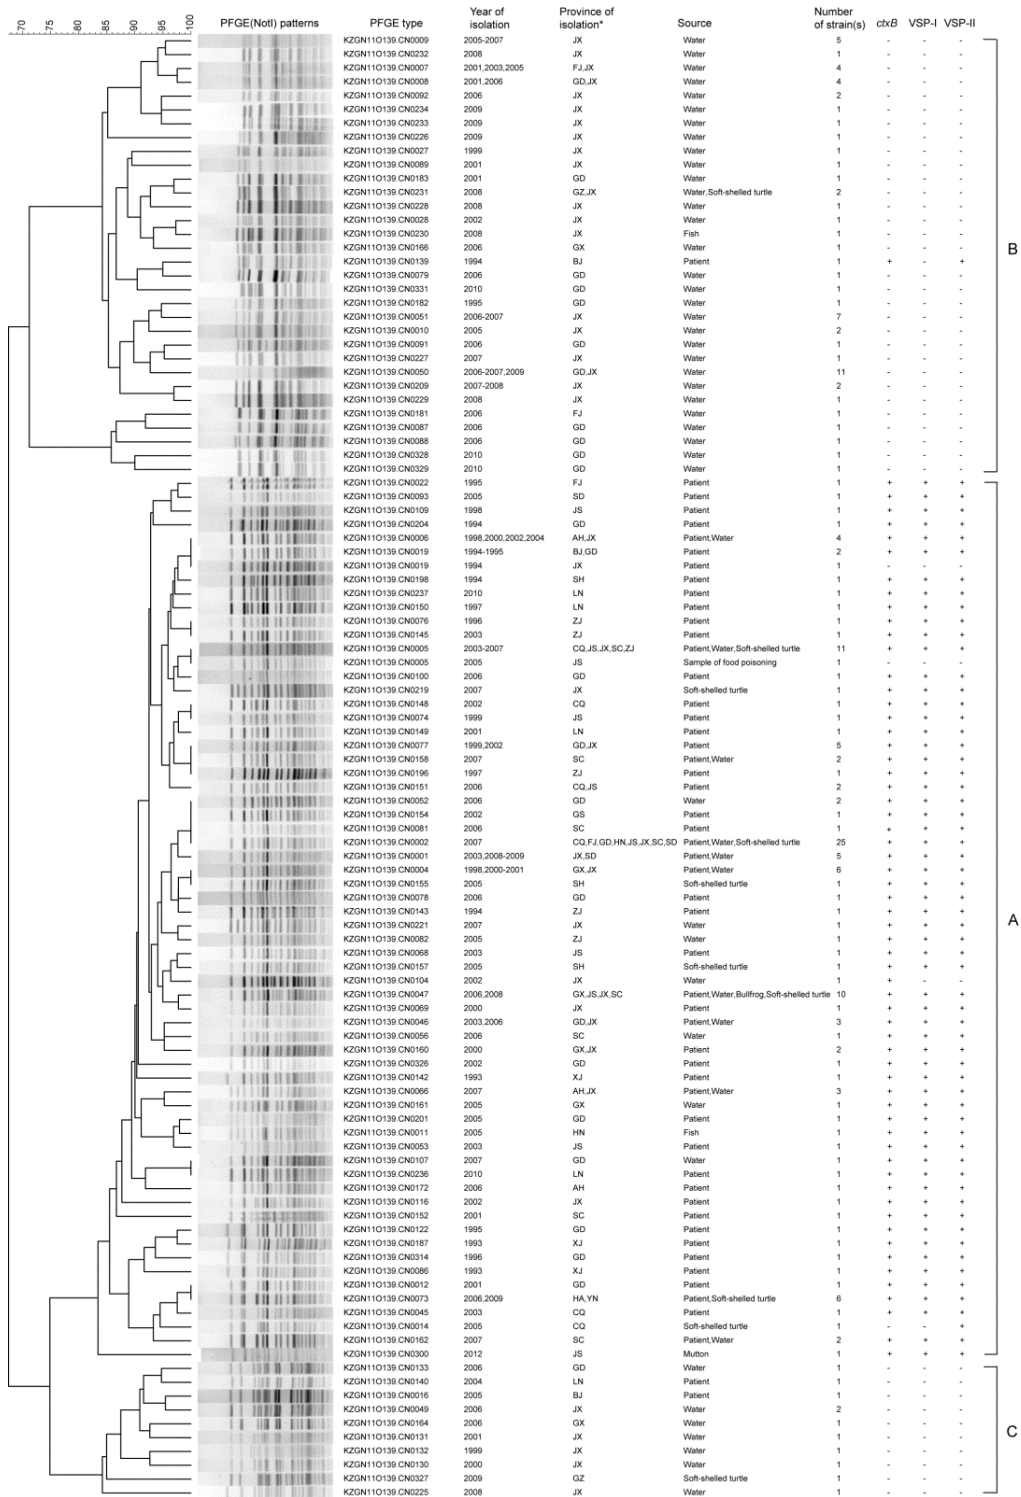 70 75 80 85 90 95 100
PFGE(NotI) patterns PFGE type Year of isolation Province of isolation* Source Number of strain(s) ctxB VSP-I VSP-II
KZGN11O139.CN0009 2005-2007 JX Water 5 - - -
KZGN11O139.CN0232 2008 JX Water 1 - - -
KZGN11O139.CN0007 2001,2003,2005 FJ,JX Water 4 - - -
KZGN11O139.CN0008 2001,2006 GD,JX Water 4 - - -
KZGN11O139.CN0092 2006 JX Water 2 - - -
KZGN11O139.CN0234 2009 JX Water 1 - - -
KZGN11O139.CN0233 2009 JX Water 1 - - -
KZGN11O139.CN0226 2009 JX Water 1 - - -
KZGN11O139.CN0027 1999 JX Water 1 - - -
KZGN11O139.CN0089 2001 JX Water 1 - - -
KZGN11O139.CN0183 2001 GD Water 1 - - -
KZGN11O139.CN0231 2008 GZ,JX Water,Soft-shelled turtle 2 - - -
KZGN11O139.CN0228 2008 JX Water 1 - - -
KZGN11O139.CN0028 2002 JX Water 1 - - -
KZGN11O139.CN0230 2008 JX Fish 1 - - -
KZGN11O139.CN0166 2006 GX Water 1 - - -
B
KZGN11O139.CN0139 1994 BJ Patient 1 + - +
KZGN11O139.CN0079 2006 GD Water 1 - - -
KZGN11O139.CN0331 2010 GD Water 1 - - -
KZGN11O139.CN0182 1995 GD Water 1 - - -
KZGN11O139.CN0051 2006-2007 JX Water 7 - - -
KZGN11O139.CN0010 2005 JX Water 2 - - -
KZGN11O139.CN0091 2006 GD Water 1 - - -
KZGN11O139.CN0227 2007 JX Water 1 - - -
KZGN11O139.CN0050 2006-2007,2009 GD,JX Water 11 - - -
KZGN11O139.CN0209 2007-2008 JX Water 2 - - -
KZGN11O139.CN0229 2008 JX Water 1 - - -
KZGN11O139.CN0181 2006 FJ Water 1 - - -
KZGN11O139.CN0087 2006 GD Water 1 - - -
KZGN11O139.CN0088 2006 GD Water 1 - - -
KZGN11O139.CN0328 2010 GD Water 1 - - -
KZGN11O139.CN0329 2010 GD Water 1 - - -
KZGN11O139.CN0022 1995 FJ Patient 1 + + +
KZGN11O139.CN0093 2005 SD Patient 1 + + +
KZGN11O139.CN0109 1998 JS Patient 1 + + +
KZGN11O139.CN0204 1994 GD Patient 1 + + +
KZGN11O139.CN0006 1998,2000,2002,2004 AH,JX Patient,Water 4 + + +
KZGN11O139.CN0019 1994-1995 BJ,GD Patient 2 + + +
KZGN11O139.CN0019 1994 JX Patient 1 - - -
KZGN11O139.CN0198 1994 SH Patient 1 + + +
KZGN11O139.CN0237 2010 LN Patient 1 + + +
KZGN11O139.CN0150 1997 LN Patient 1 + + +
KZGN11O139.CN0076 1996 ZJ Patient 1 + + +
KZGN11O139.CN0145 2003 ZJ Patient 1 + + +
KZGN11O139.CN0005 2003-2007 CQ,JS,JX,SC,ZJ Patient,Water,Soft-shelled turtle 11 + + +
KZGN11O139.CN0005 2005 JS Sample of food poisoning 1 - - -
KZGN11O139.CN0100 2006 GD Patient 1 + + +
KZGN11O139.CN0219 2007 JX Soft-shelled turtle 1 + + +
KZGN11O139.CN0148 2002 CQ Patient 1 + + +
KZGN11O139.CN0074 1999 JS Patient 1 + + +
KZGN11O139.CN0149 2001 LN Patient 1 + + +
KZGN11O139.CN0077 1999,2002 GD,JX Patient 5 + + +
KZGN11O139.CN0158 2007 SC Patient,Water 2 + + +
KZGN11O139.CN0196 1997 ZJ Patient 1 + + +
KZGN11O139.CN0151 2006 CQ,JS Patient 2 + + +
KZGN11O139.CN0052 2006 GD Water 2 + + +
KZGN11O139.CN0154 2002 GS Patient 1 + + +
KZGN11O139.CN0081 2006 SC Patient 1 + + +
KZGN11O139.CN0002 2007 CQ,FJ,GD,HN,JS,JX,SC,SD Patient,Water,Soft-shelled turtle 25 + + +
KZGN11O139.CN0001 2003,2008-2009 JX,SD Patient,Water 5 + + +
KZGN11O139.CN0004 1998,2000-2001 GX,JX Patient,Water 6 + + +
KZGN11O139.CN0155 2005 SH Soft-shelled turtle 1 + + +
KZGN11O139.CN0078 2006 GD Patient 1 + + +
KZGN11O139.CN0143 1994 ZJ Patient 1 + + +
A
KZGN11O139.CN0221 2007 JX Water 1 + + +
KZGN11O139.CN0082 2005 ZJ Water 1 + + +
KZGN11O139.CN0068 2003 JS Patient 1 + + +
KZGN11O139.CN0157 2005 SH Soft-shelled turtle 1 + + +
KZGN11O139.CN0104 2002 JX Water 1 + - -
KZGN11O139.CN0047 2006,2008 GX,JS,JX,SC Patient,Water,Bullfrog,Soft-shelled turtle 10 + + +
KZGN11O139.CN0069 2000 JX Patient 1 + + +
KZGN11O139.CN0046 2003,2006 GD,JX Patient,Water 3 + + +
KZGN11O139.CN0056 2006 SC Water 1 + + +
KZGN11O139.CN0160 2000 GX,JX Patient 2 + + +
KZGN11O139.CN0326 2002 GD Patient 1 + + +
KZGN11O139.CN0142 1993 XJ Patient 1 + + +
KZGN11O139.CN0066 2007 AH,JX Patient,Water 3 + + +
KZGN11O139.CN0161 2005 GX Water 1 + + +
KZGN11O139.CN0201 2005 GD Patient 1 + + +
KZGN11O139.CN0011 2005 HN Fish 1 + + +
KZGN11O139.CN0053 2003 JS Patient 1 + + +
KZGN11O139.CN0107 2007 GD Water 1 + + +
KZGN11O139.CN0236 2010 LN Patient 1 + + +
KZGN11O139.CN0172 2006 AH Patient 1 + + +
KZGN11O139.CN0116 2002 JX Patient 1 + + +
KZGN11O139.CN0152 2001 SC Patient 1 + + +
KZGN11O139.CN0122 1995 GD Patient 1 + + +
KZGN11O139.CN0187 1993 XJ Patient 1 + + +
KZGN11O139.CN0314 1996 GD Patient 1 + + +
KZGN11O139.CN0086 1993 XJ Patient 1 + + +
KZGN11O139.CN0012 2001 GD Patient 1 + + +
KZGN11O139.CN0073 2006,2009 HA,YN Patient,Soft-shelled turtle 6 + + +
KZGN11O139.CN0045 2003 CQ Patient 1 + + +
KZGN11O139.CN0014 2005 CQ Soft-shelled turtle 1 - - +
KZGN11O139.CN0162 2007 SC Patient,Water 2 + + +
KZGN11O139.CN0300 2012 JS Mutton 1 + + +
KZGN11O139.CN0133 2006 GD Water 1 - - -
KZGN11O139.CN0140 2004 LN Patient 1 - - -
KZGN11O139.CN0016 2005 BJ Patient 1 - - -
KZGN11O139.CN0049 2006 JX Water 2 - - -
KZGN11O139.CN0164 2006 GX Water 1 - - -
C
KZGN11O139.CN0131 2001 JX Water 1 - - -
KZGN11O139.CN0132 1999 JX Water 1 - - -
KZGN11O139.CN0130 2000 JX Water 1 - - -
KZGN11O139.CN0327 2009 GZ Soft-shelled turtle 1 - - -
KZGN11O139.CN0225 2008 JX Water 1 - - -